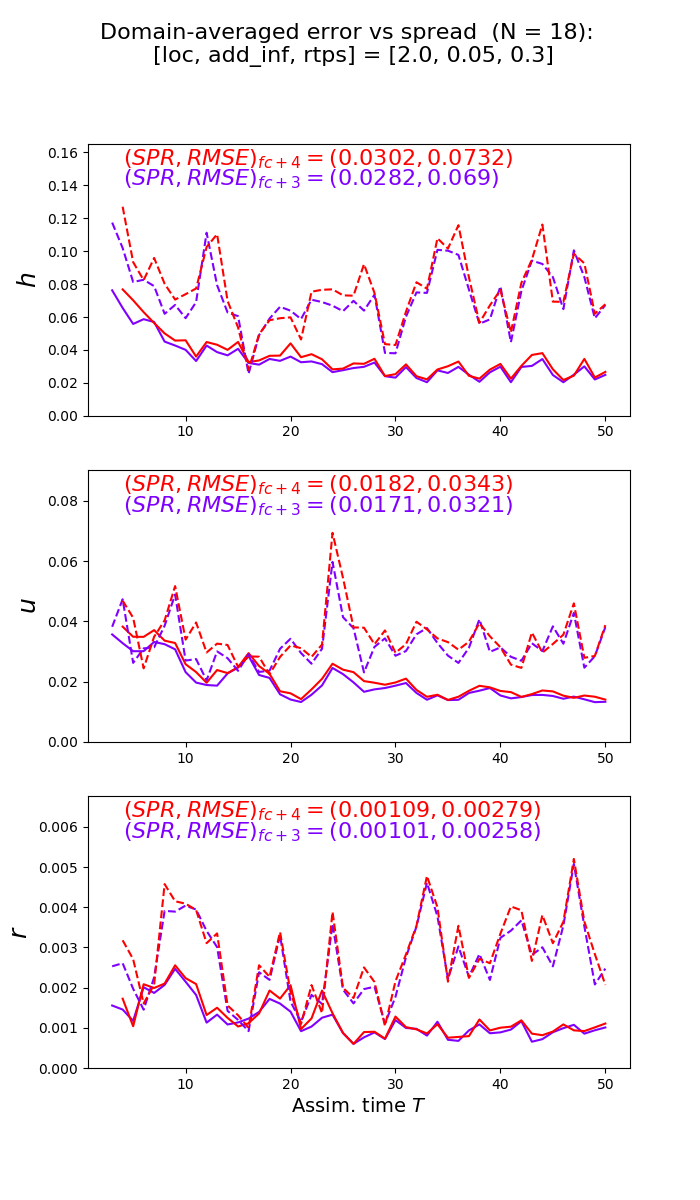 Domain-averaged error vs spread (N = 18):
[loc, add_inf, rtps] = [2.0, 0.05, 0.3]
(SPR, RMSE)fc+4 = (0.0302, 0.0732)
(SPR, RMSE)fc+3 = (0.0282, 0.069)
0.16
0.14
0.12
0.10
0.08
0.06
0.04
0.02
0.00
h
10 20 30 40 50
(SPR, RMSE)fc+4 = (0.0182, 0.0343)
(SPR, RMSE)fc+3 = (0.0171, 0.0321)
0.08
0.06
0.04
0.02
0.00
u
10 20 30 40 50
(SPR, RMSE)fc+4 = (0.00109, 0.00279)
(SPR, RMSE)fc+3 = (0.00101, 0.00258)
0.006
0.005
0.004
0.003
0.002
0.001
0.000
r
10 20 30 40 50
Assim. time T